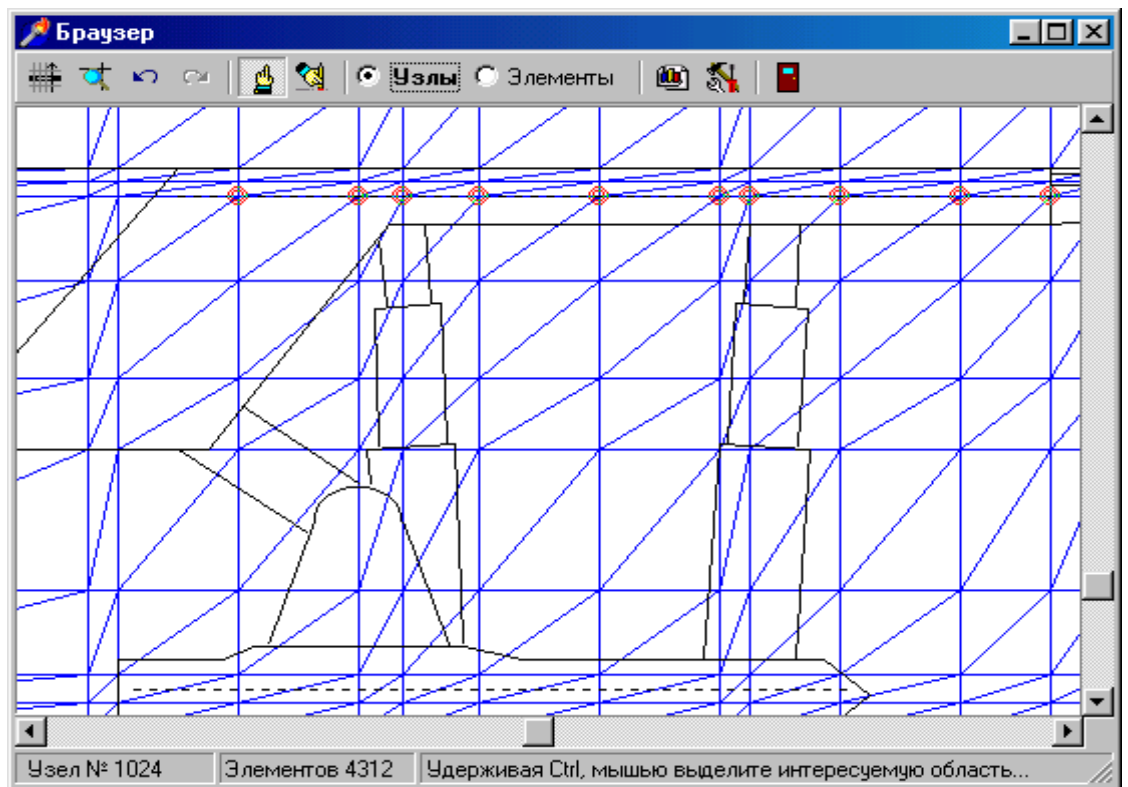 Браузер
Узлы Элементы
Узел № 1024 Элементов 4312 Удерживая Ctrl, мышью выделите интересуемую область...